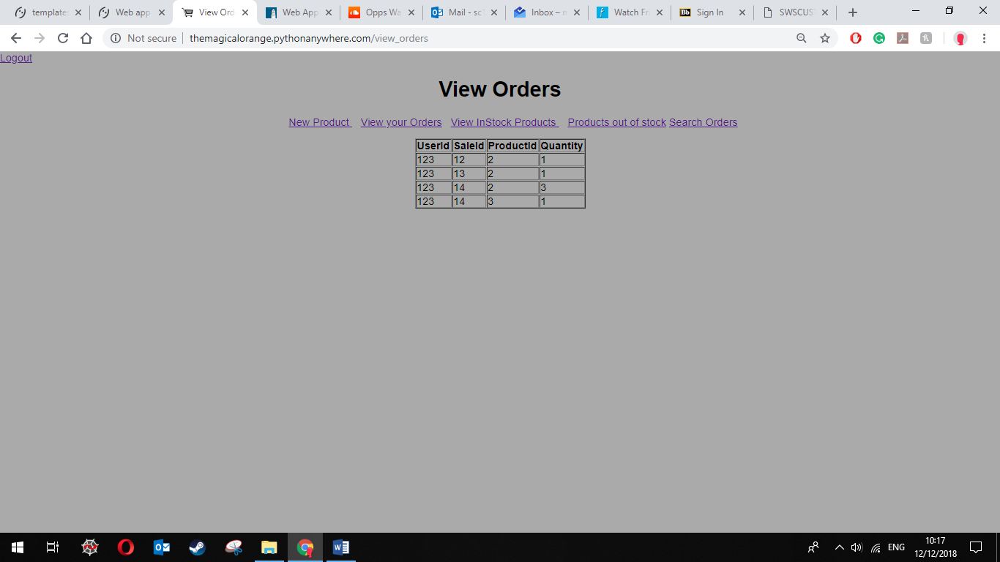 template Web app View Ord Web App Opps Wa Mail - sc Inbox – Watch Fr Sign In SWSCUST
Not secure themagicalorange.pythonanywhere.com/view_orders
Logout
View Orders
New Product View your Orders View InStock Products Products out of stock Search Orders
UserId SaleId ProductId Quantity
123 12 2 1
123 13 2 1
123 14 2 3
123 14 3 1
ENG 10:17
12/12/2018